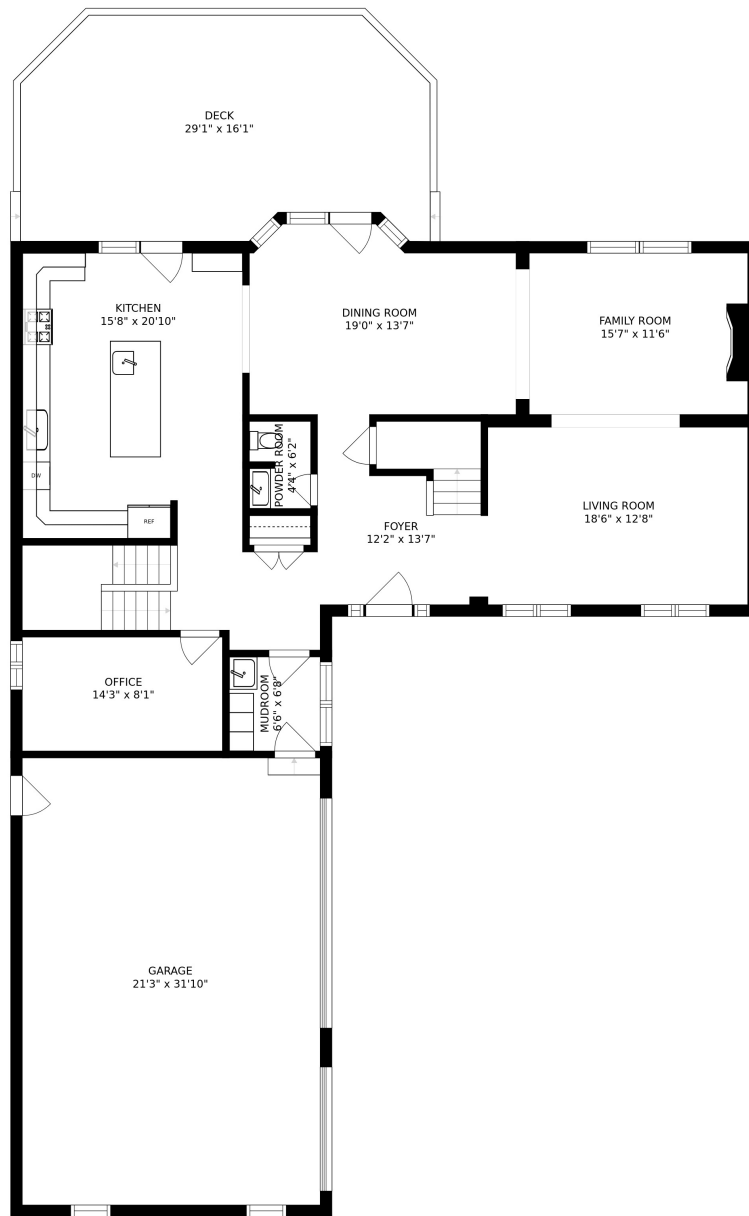 DECK
29'1" x 16'1"
KITCHEN
15'8" x 20'10"
DINING ROOM
19'0" x 13'7"
FAMILY ROOM
15'7" x 11'6"
POWDER ROOM
4'4" x 6'2"
DW
REF
FOYER
12'2" x 13'7"
LIVING ROOM
18'6" x 12'8"
OFFICE
14'3" x 8'1"
MUDROOM
6'6" x 6'8"
GARAGE
21'3" x 31'10"